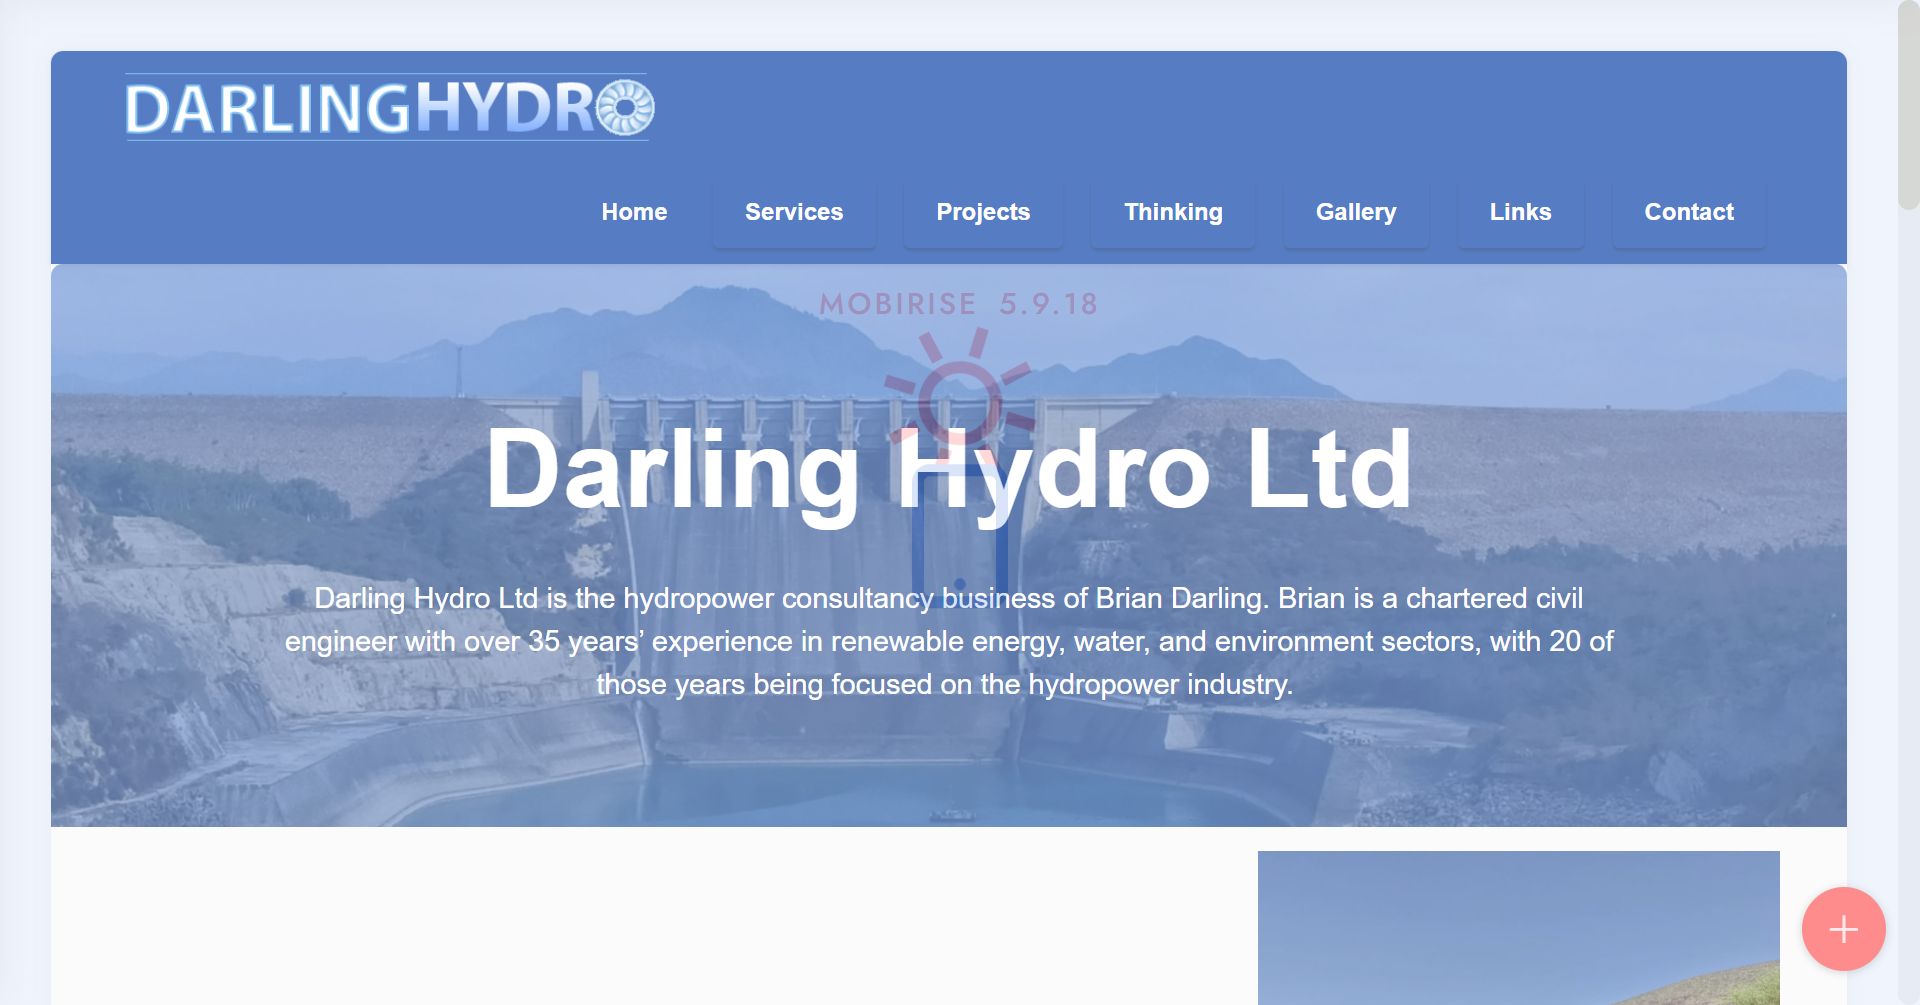 DARLINGHYDRO
Home Services Projects Thinking Gallery Links Contact
MOBIRISE 5.9.18
Darling Hydro Ltd
Darling Hydro Ltd is the hydropower consultancy business of Brian Darling. Brian is a chartered civil
engineer with over 35 years’ experience in renewable energy, water, and environment sectors, with 20 of
those years being focused on the hydropower industry.